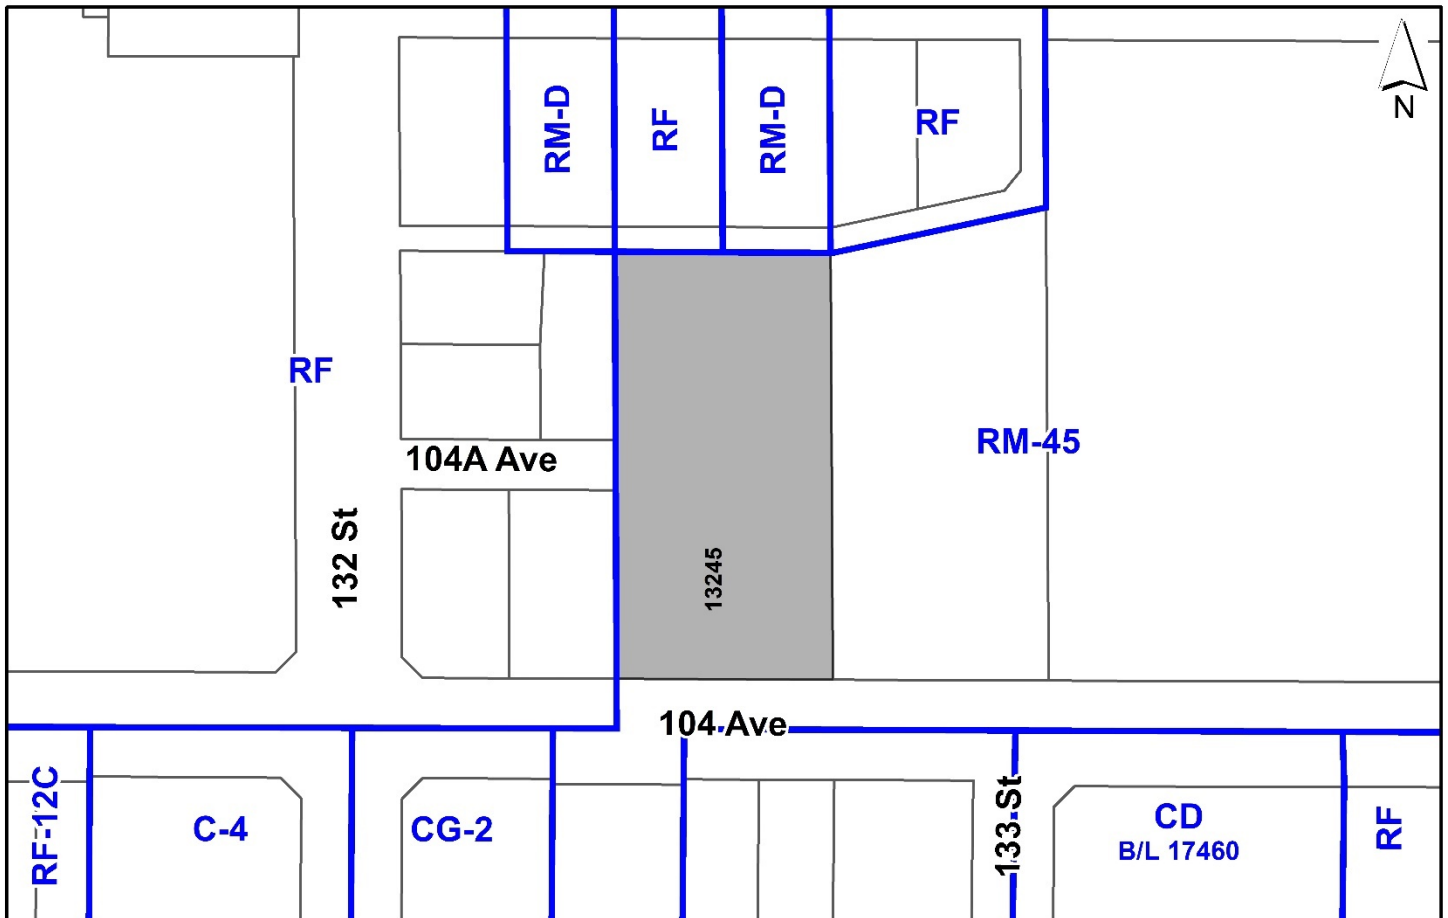 RM-D
RF
RM-D
RF
N
RF
RM-45
104A Ave
132 St
13245
104 Ave
RF-12C
C-4
CG-2
133 St
CD
B/L 17460
RF